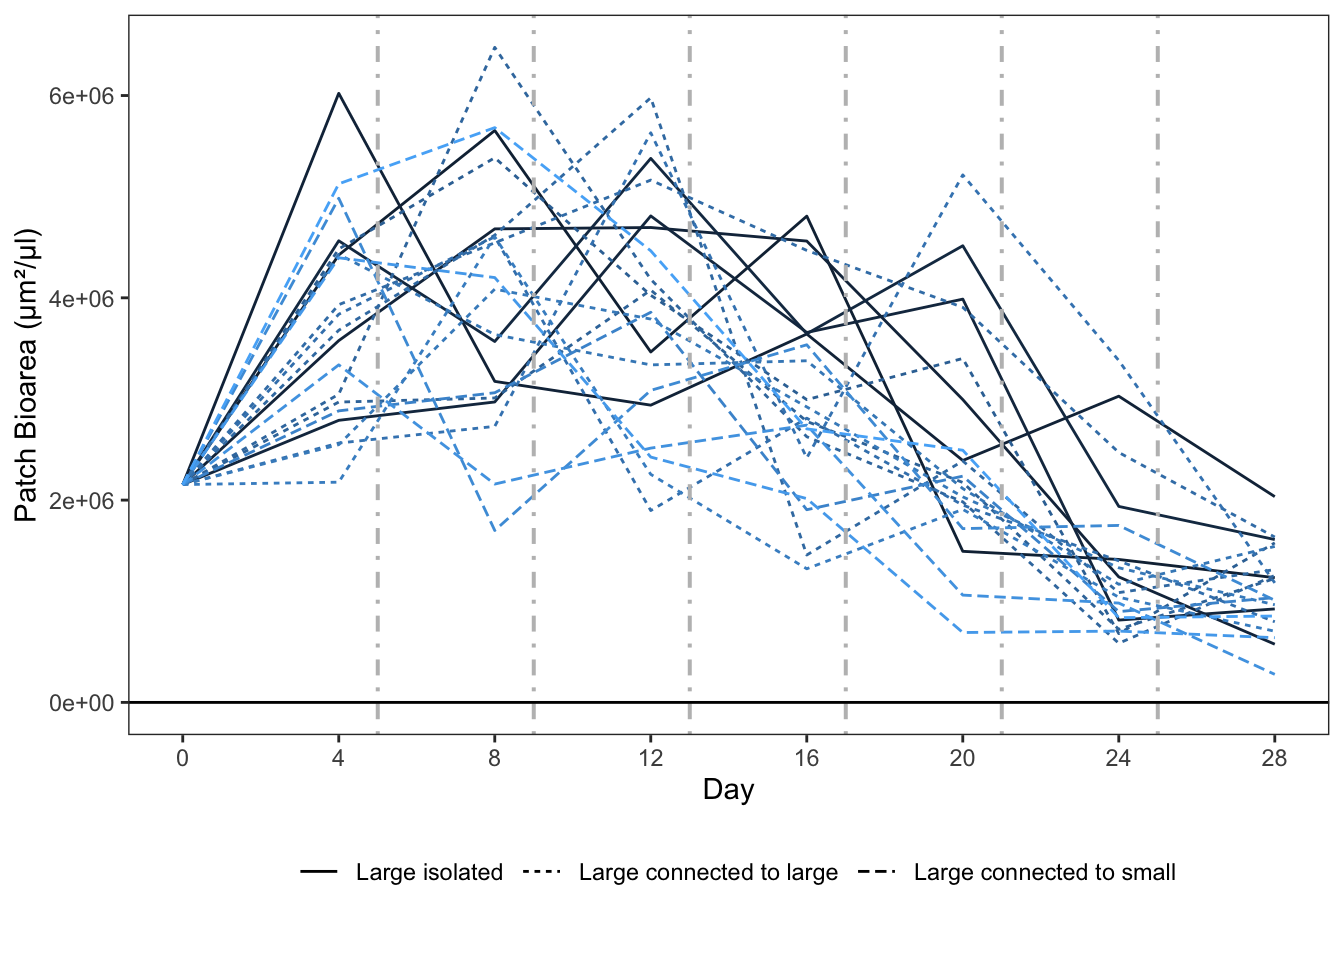 Patch Bioarea (µm²/µl)
6e+06
4e+06
2e+06
0e+00
0 4 8 12 16 20 24 28
Day
Large isolated Large connected to large Large connected to small